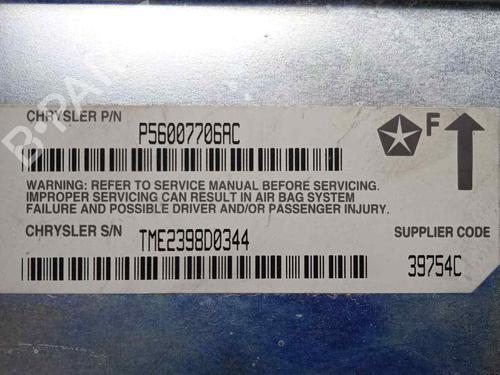 B-PARTS
CHRYSLER P/N
P56007706AC
F
WARNING: REFER TO SERVICE MANUAL BEFORE SERVICING.
IMPROPER SERVICING CAN RESULT IN AIR BAG SYSTEM
FAILURE AND POSSIBLE DRIVER AND/OR PASSENGER INJURY.
CHRYSLER S/N
TME2398D0344
SUPPLIER CODE
39754C